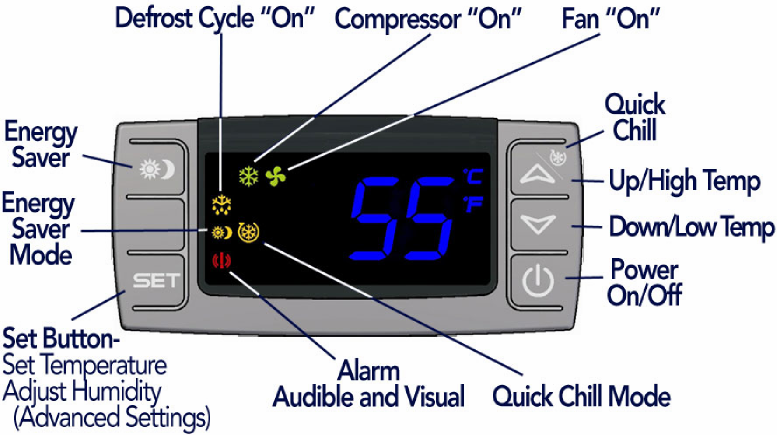 Defrost Cycle “On”
Compressor “On”
Fan “On”
Energy
Saver
Energy
Saver
Mode
SET
Set Button-
Set Temperature
Adjust Humidity
(Advanced Settings)
55
°C
°F
Quick
Chill
Up/High Temp
Down/Low Temp
Power
On/Off
Alarm
Audible and Visual
Quick Chill Mode